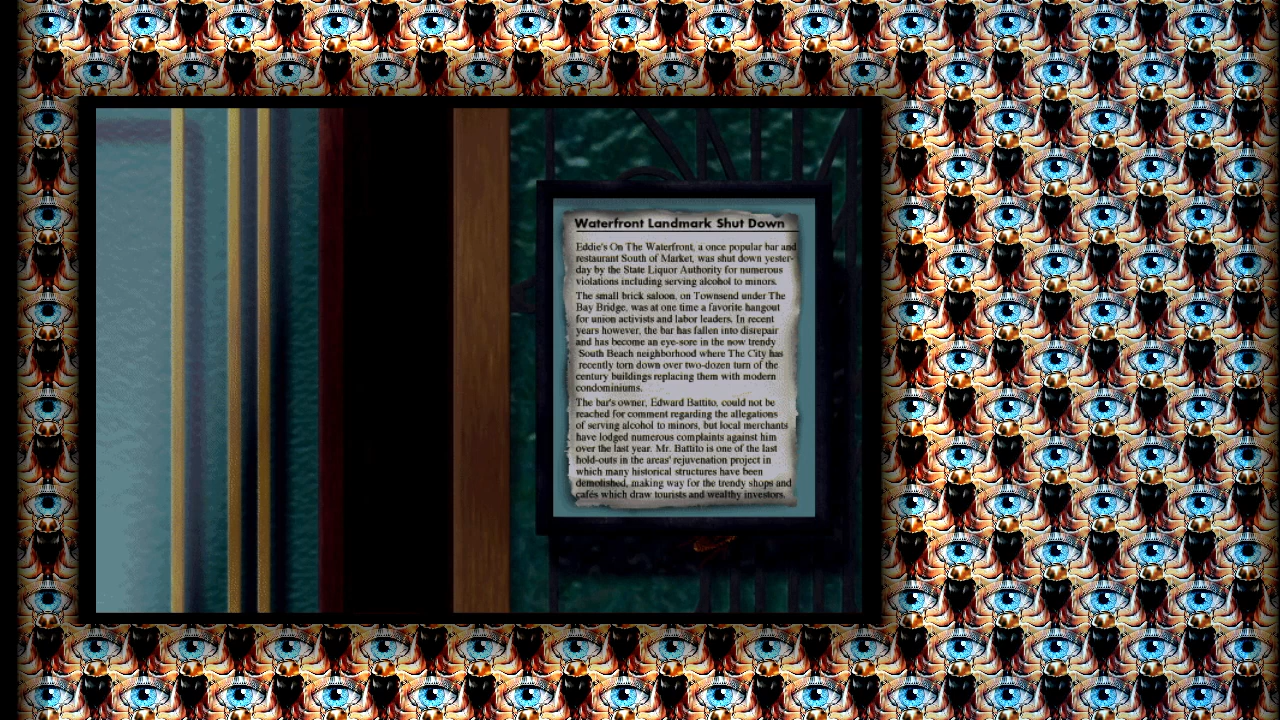 Waterfront Landmark Shut Down
Eddie's On The Waterfront, a once popular bar and
restaurant South of Market, was shut down yester-
day by the State Liquor Authority for numerous
violations including serving alcohol to minors.
The small brick saloon, on Townsend under The
Bay Bridge, was at one time a favorite hangout
for union activists and labor leaders. In recent
years however, the bar has fallen into disrepair
and has become an eye-sore in the now trendy
South Beach neighborhood where The City has
recently torn down over two-dozen turn of the
century buildings replacing them with modern
condominiums.
The bar's owner, Edward Battito, could not be
reached for comment regarding the allegations
of serving alcohol to minors, but local merchants
have lodged numerous complaints against him
over the last year. Mr. Battito is one of the last
hold-outs in the areas' rejuvenation project in
which many historical structures have been
demolished, making way for the trendy shops and
cafés which draw tourists and wealthy investors.